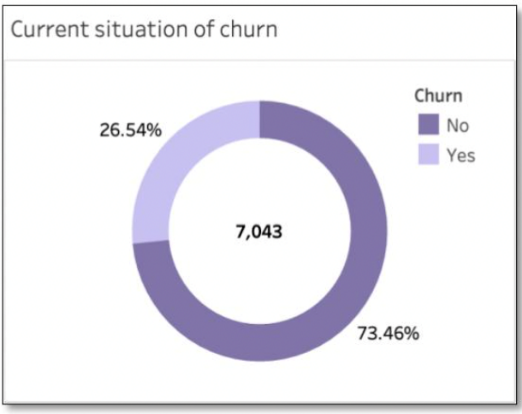 Current situation of churn
Churn
No
Yes
26.54%
7,043
73.46%